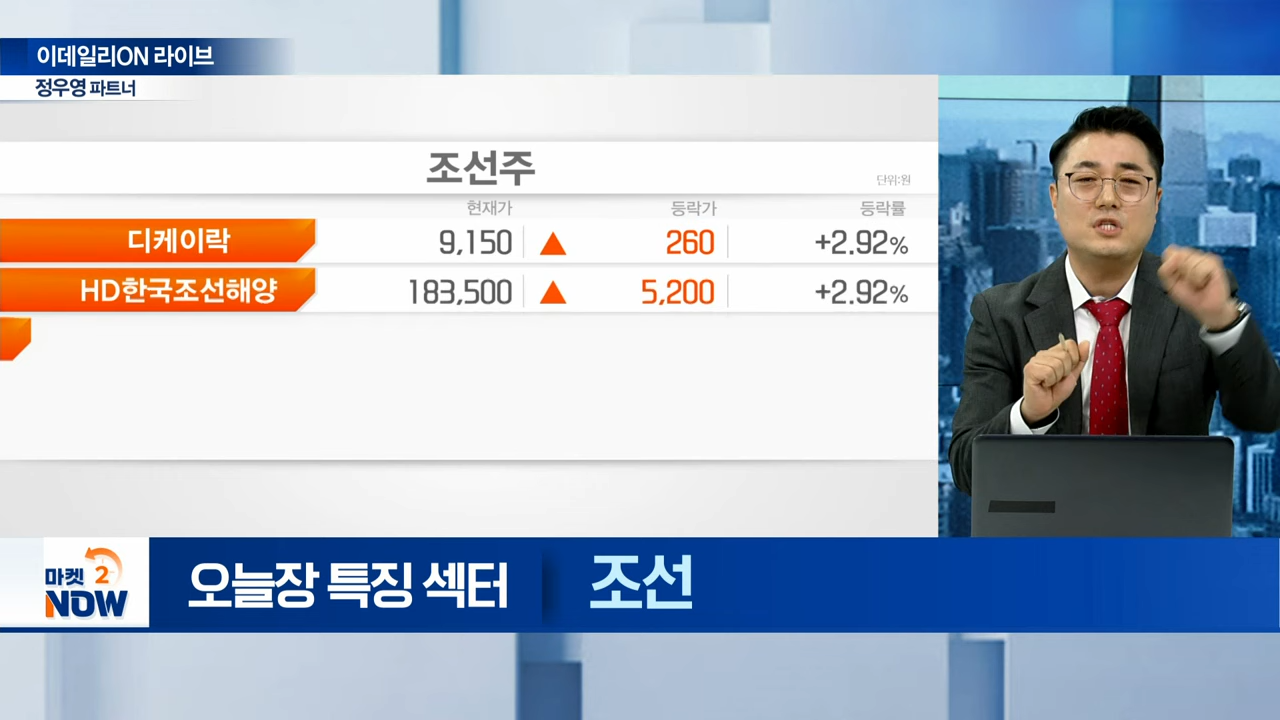 이데일리ON 라이브
정우영 파트너
조선주
단위:원
현재가 등락가 등락률
디케이락 9,150 ▲ 260 +2.92%
HD한국조선해양 183,500 ▲ 5,200 +2.92%
마켓 2
NOW
오늘장 특징 섹터 조선